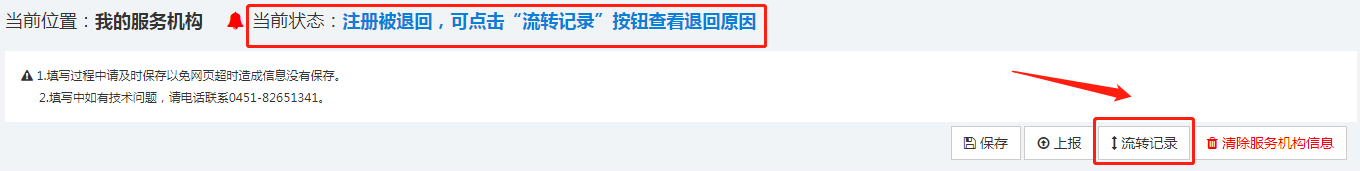 当前位置：我的服务机构 当前状态：注册被退回，可点击“流转记录”按钮查看退回原因
1.填写过程中请及时保存以免网页超时造成信息没有保存。
2.填写中如有技术问题，请电话联系0451-82651341。
保存 上报 流转记录 清除服务机构信息